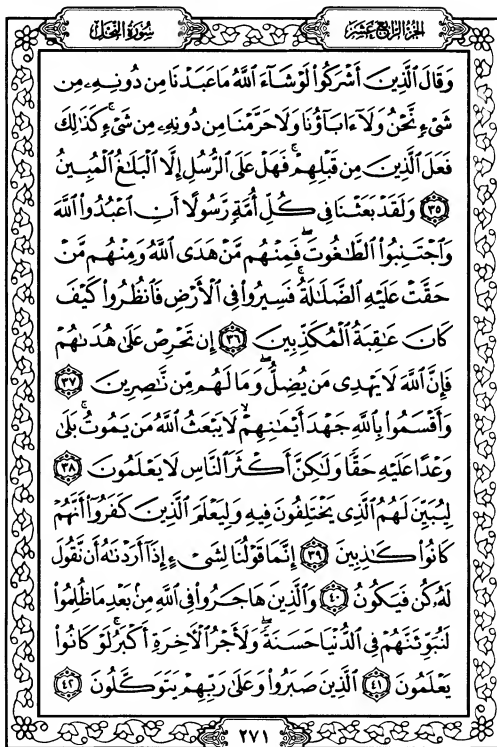 الجزء الرابع عشر
سورة النحل
وَقَالَ ٱلَّذِينَ أَشْرَكُوا۟ لَوْ شَآءَ ٱللَّهُ مَا عَبَدْنَا مِن دُونِهِۦ مِن
شَىْءٍ نَّحْنُ وَلَآ ءَابَآؤُنَا وَلَا حَرَّمْنَا مِن دُونِهِۦ مِن شَىْءٍ ۚ كَذَٰلِكَ
فَعَلَ ٱلَّذِينَ مِن قَبْلِهِمْ ۚ فَهَلْ عَلَى ٱلرُّسُلِ إِلَّا ٱلْبَلَٰغُ ٱلْمُبِينُ
٣٥ وَلَقَدْ بَعَثْنَا فِى كُلِّ أُمَّةٍ رَّسُولًا أَنِ ٱعْبُدُوا۟ ٱللَّهَ
وَٱجْتَنِبُوا۟ ٱلطَّٰغُوتَ ۖ فَمِنْهُم مَّنْ هَدَى ٱللَّهُ وَمِنْهُم مَّنْ
حَقَّتْ عَلَيْهِ ٱلضَّلَٰلَةُ ۚ فَسِيرُوا۟ فِى ٱلْأَرْضِ فَٱنظُرُوا۟ كَيْفَ
كَانَ عَٰقِبَةُ ٱلْمُكَذِّبِينَ ٣٦ إِن تَحْرِصْ عَلَىٰ هُدَىٰهُمْ
فَإِنَّ ٱللَّهَ لَا يَهْدِى مَن يُضِلُّ ۖ وَمَا لَهُم مِّن نَّٰصِرِينَ ٣٧
وَأَقْسَمُوا۟ بِٱللَّهِ جَهْدَ أَيْمَٰنِهِمْ ۙ لَا يَبْعَثُ ٱللَّهُ مَن يَمُوتُ ۚ بَلَىٰ
وَعْدًا عَلَيْهِ حَقًّا وَلَٰكِنَّ أَكْثَرَ ٱلنَّاسِ لَا يَعْلَمُونَ ٣٨
لِيُبَيِّنَ لَهُمُ ٱلَّذِى يَخْتَلِفُونَ فِيهِ وَلِيَعْلَمَ ٱلَّذِينَ كَفَرُوٓا۟ أَنَّهُمْ
كَانُوا۟ كَٰذِبِينَ ٣٩ إِنَّمَا قَوْلُنَا لِشَىْءٍ إِذَآ أَرَدْنَٰهُ أَن نَّقُولَ
لَهُۥ كُن فَيَكُونُ ٤٠ وَٱلَّذِينَ هَاجَرُوا۟ فِى ٱللَّهِ مِنۢ بَعْدِ مَا ظُلِمُوا۟
لَنُبَوِّئَنَّهُمْ فِى ٱلدُّنْيَا حَسَنَةً ۖ وَلَأَجْرُ ٱلْءَاخِرَةِ أَكْبَرُ ۚ لَوْ كَانُوا۟
يَعْلَمُونَ ٤١ ٱلَّذِينَ صَبَرُوا۟ وَعَلَىٰ رَبِّهِمْ يَتَوَكَّلُونَ ٤٢
٢٧١